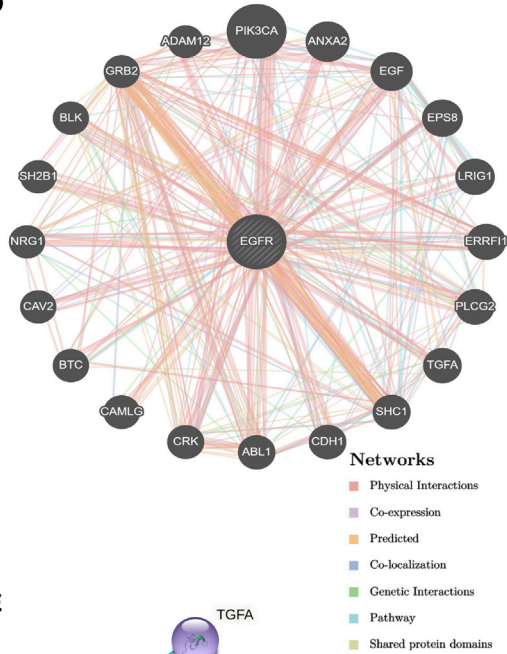 PIK3CA
ADAM12
ANXA2
GRB2
EGF
BLK
EPS8
SH2B1
LRIG1
NRG1
EGFR
ERRFI1
CAV2
PLCG2
BTC
TGFA
CAMLG
SHC1
CRK
ABL1
CDH1
Networks
Physical Interactions
Co-expression
Predicted
Co-localization
Genetic Interactions
Pathway
Shared protein domains
TGFA